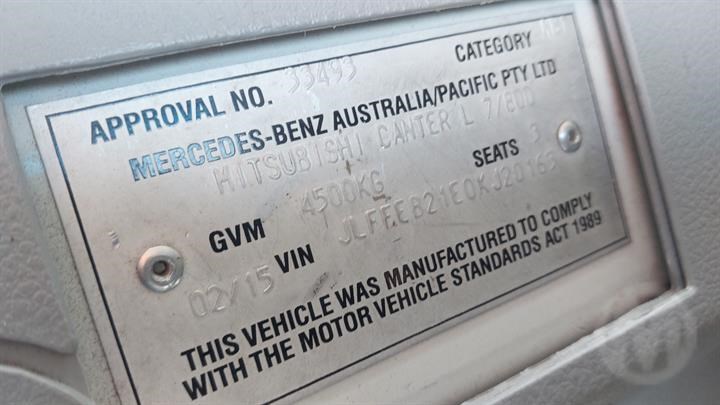 APPROVAL NO. 33493 CATEGORY
MERCEDES-BENZ AUSTRALIA/PACIFIC PTY LTD
MITSUBISHI CANTER L 7/800
GVM 4500KG SEATS 3
02/15 VIN JLFFEB21E0KJ20163
THIS VEHICLE WAS MANUFACTURED TO COMPLY
WITH THE MOTOR VEHICLE STANDARDS ACT 1989